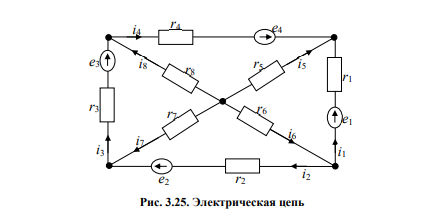 i4 r4 e4
e3 i8 r8 r5 i5 r1
r3 r7 r6 e1
i3 i7 i6 i1
e2 r2 i2
Рис. 3.25. Электрическая цепь